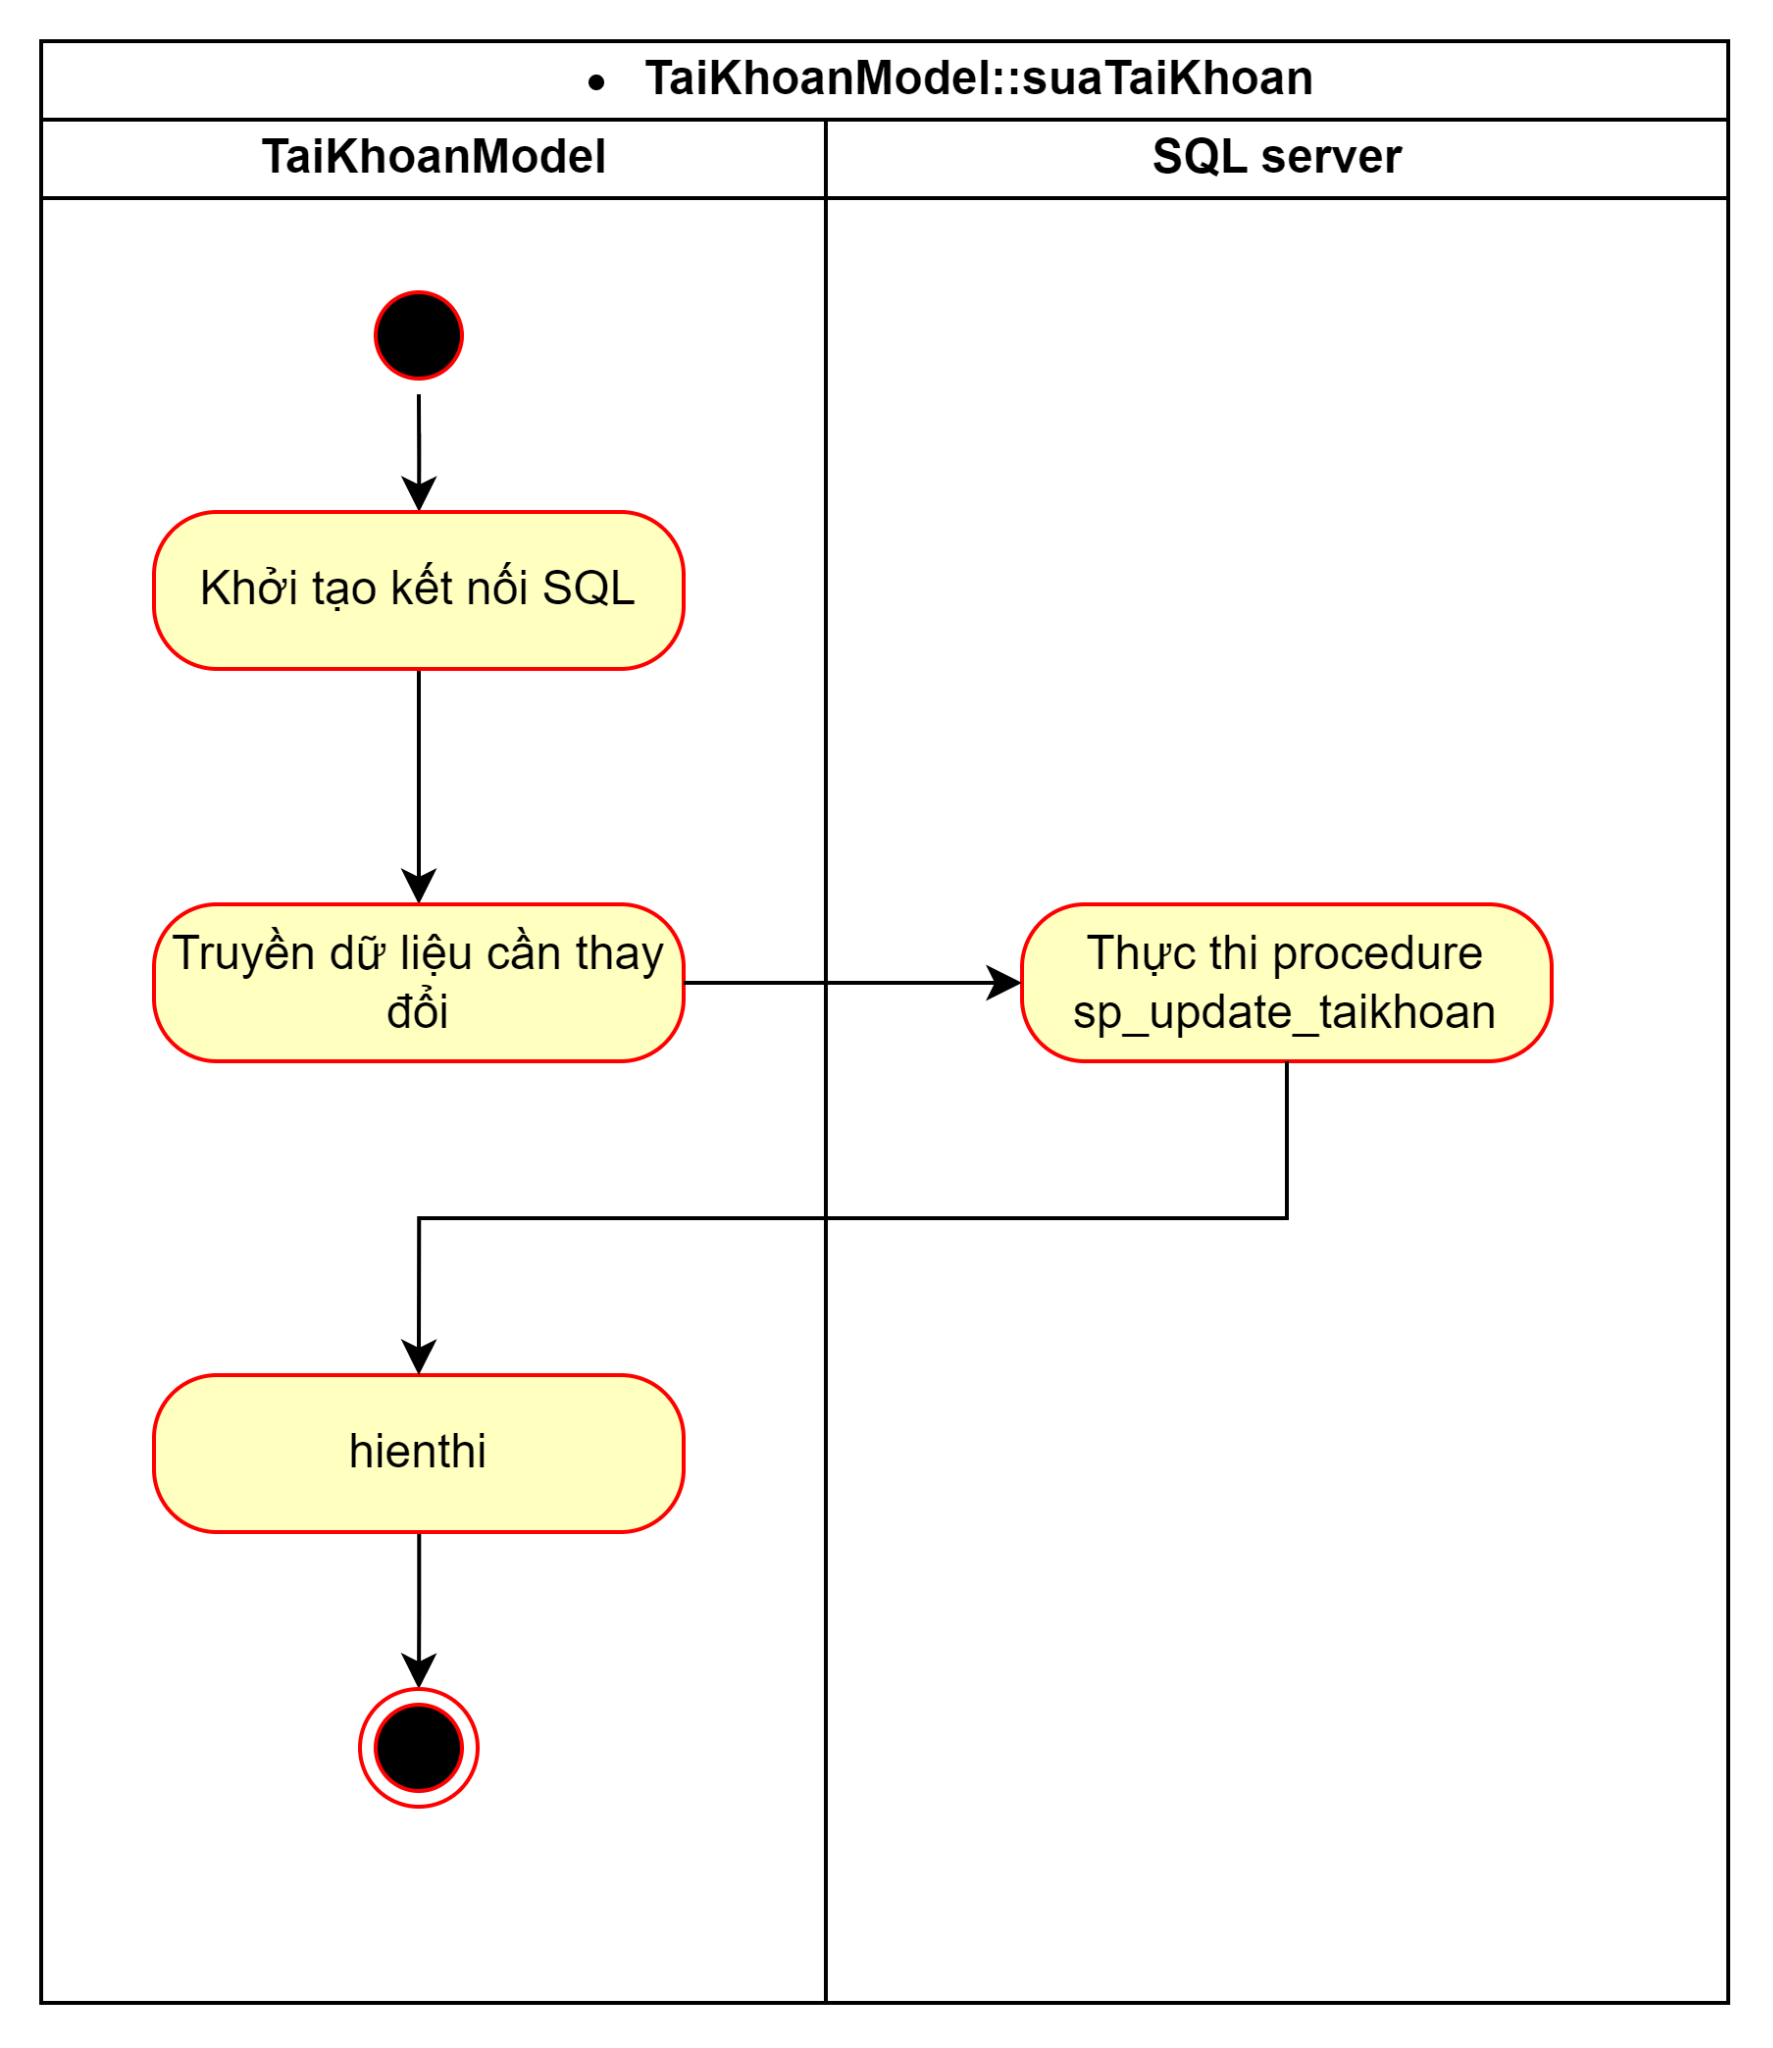 • TaiKhoanModel::suaTaiKhoan
TaiKhoanModel
SQL server
Khởi tạo kết nối SQL
Truyền dữ liệu cần thay
đổi
Thực thi procedure
sp_update_taikhoan
hienthi